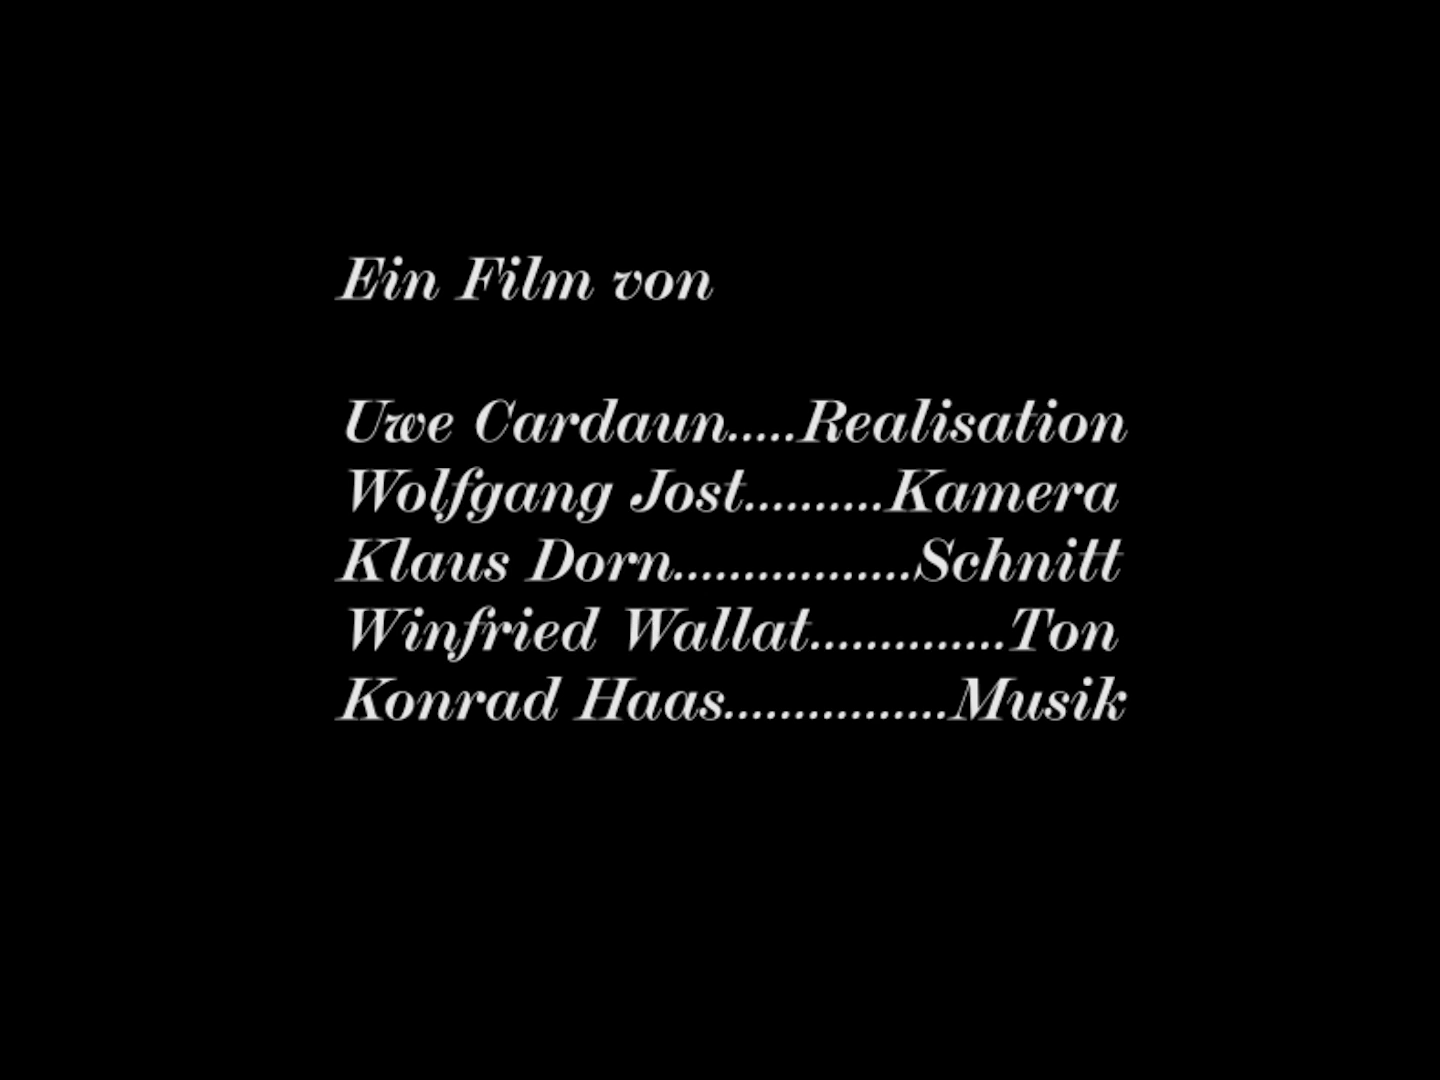 Ein Film von
Uwe Cardaun.....Realisation
Wolfgang Jost..........Kamera
Klaus Dorn.................Schnitt
Winfried Wallat..............Ton
Konrad Haas................Musik